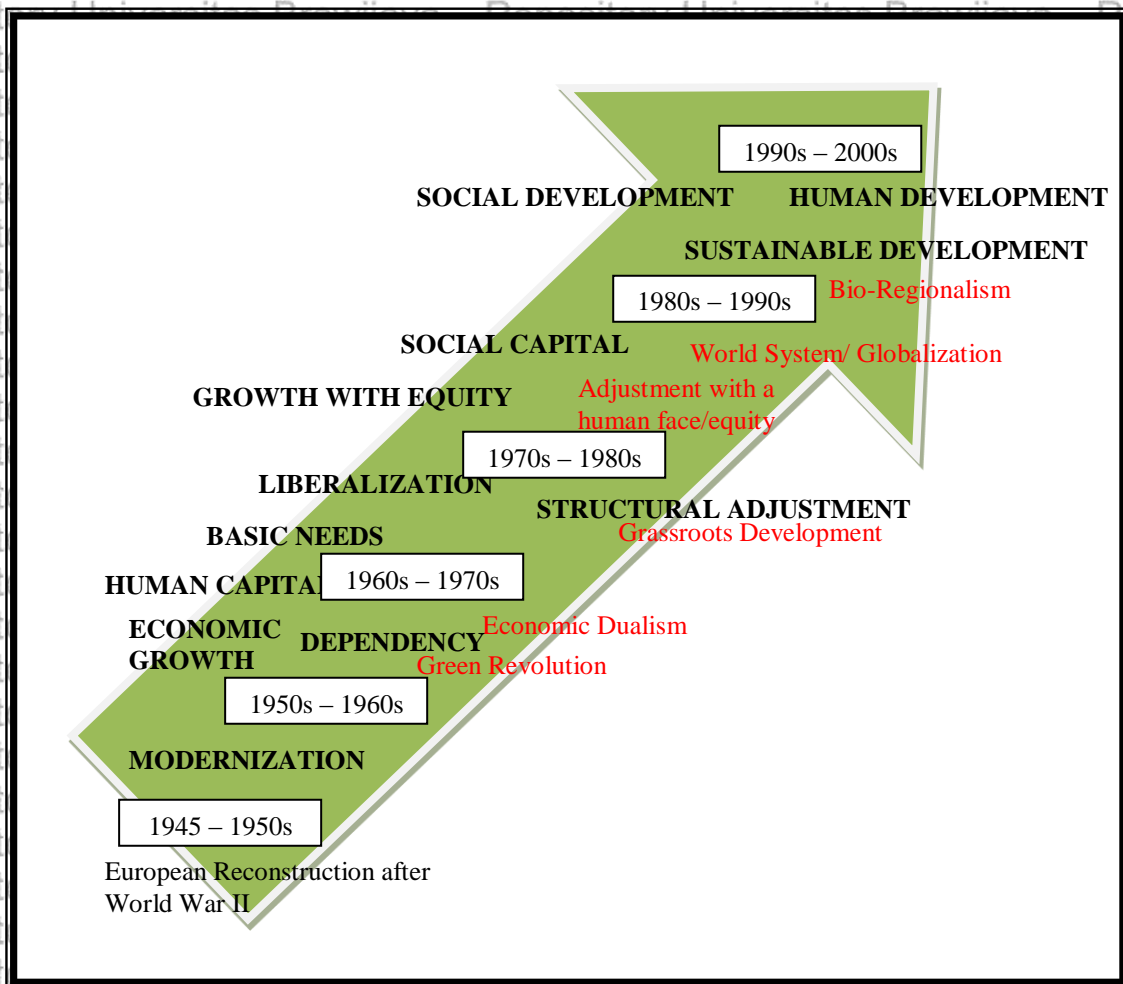 1990s – 2000s
SOCIAL DEVELOPMENT HUMAN DEVELOPMENT
SUSTAINABLE DEVELOPMENT
1980s – 1990s Bio-Regionalism
SOCIAL CAPITAL World System/ Globalization
GROWTH WITH EQUITY Adjustment with a
human face/equity
1970s – 1980s
LIBERALIZATION
STRUCTURAL ADJUSTMENT
BASIC NEEDS Grassroots Development
HUMAN CAPITA 1960s – 1970s
ECONOMIC DEPENDENCY Economic Dualism
GROWTH Green Revolution
1950s – 1960s
MODERNIZATION
1945 – 1950s
European Reconstruction after
World War II